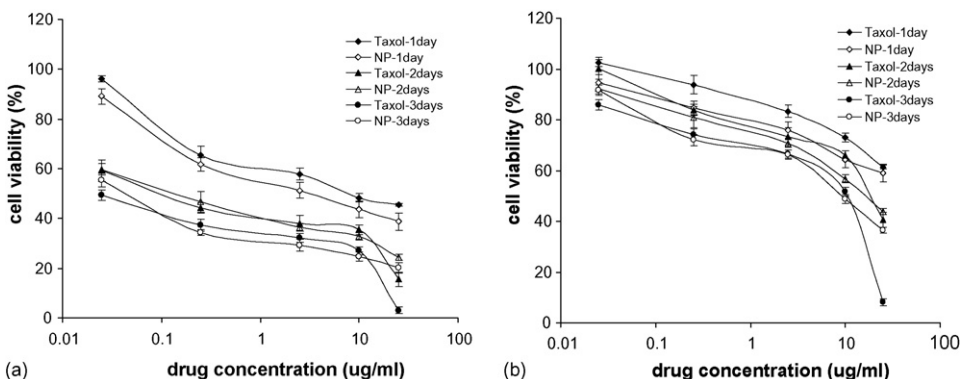 120
100
80
60
40
20
0
cell viability (%)
Taxol-1day
NP-1day
Taxol-2days
NP-2days
Taxol-3days
NP-3days
0.01
0.1
1
10
100
(a)
drug concentration (ug/ml)
120
100
80
60
40
20
0
cell viability (%)
Taxol-1day
NP-1day
Taxol-2days
NP-2days
Taxol-3days
NP-3days
0.01
0.1
1
10
100
(b)
drug concentration (ug/ml)